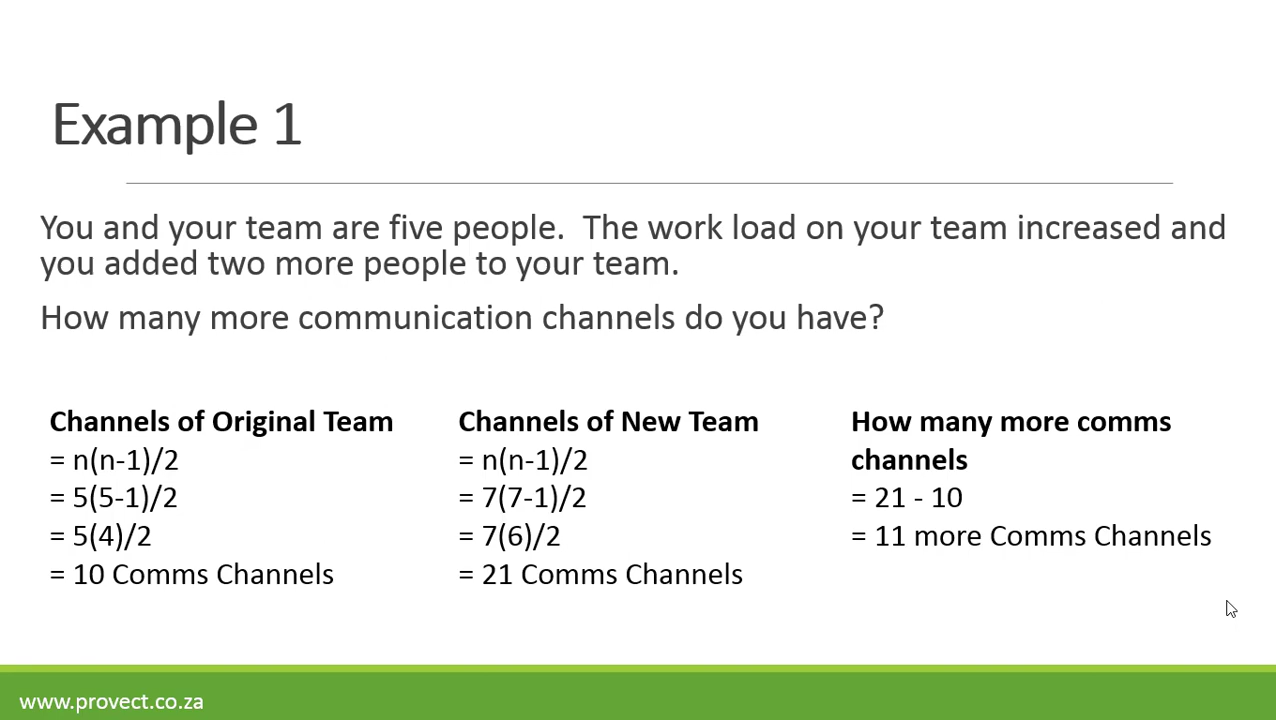 Example 1
You and your team are five people.  The work load on your team increased and
you added two more people to your team.
How many more communication channels do you have?
Channels of Original Team
= n(n-1)/2
= 5(5-1)/2
= 5(4)/2
= 10 Comms Channels
Channels of New Team
= n(n-1)/2
= 7(7-1)/2
= 7(6)/2
= 21 Comms Channels
How many more comms
channels
= 21 - 10
= 11 more Comms Channels
www.provect.co.za